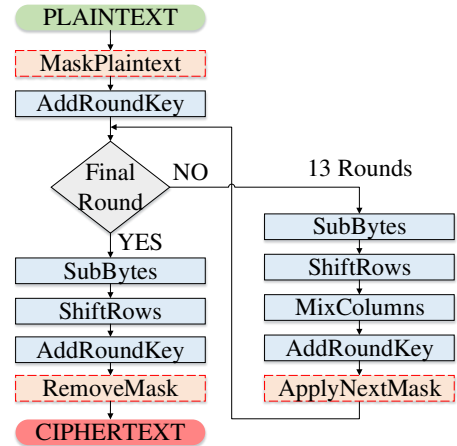 PLAINTEXT
MaskPlaintext
AddRoundKey
Final
Round
NO
13 Rounds
YES
SubBytes
ShiftRows
AddRoundKey
RemoveMask
CIPHERTEXT
SubBytes
ShiftRows
MixColumns
AddRoundKey
ApplyNextMask